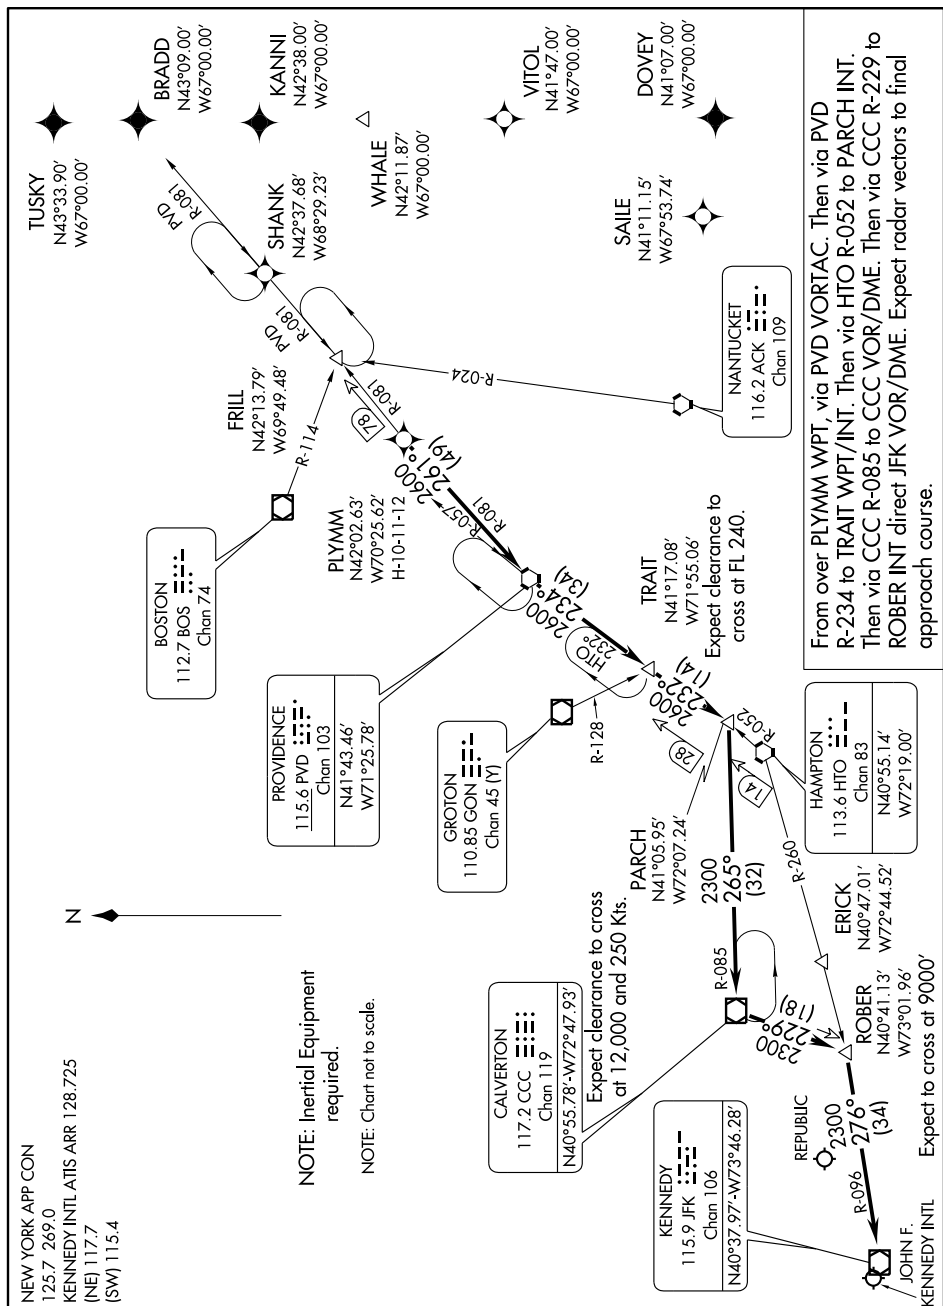 NEW YORK APP CON
125.7 269.0
KENNEDY INTL ATIS ARR 128.725
(NE) 117.7
(SW) 115.4
N
NOTE: Inertial Equipment
required.
NOTE: Chart not to scale.
TUSKY
N43°33.90′
W67°00.00′
BRADD
N43°09.00′
W67°00.00′
KANNI
N42°38.00′
W67°00.00′
WHALE
N42°11.87′
W67°00.00′
VITOL
N41°47.00′
W67°00.00′
DOVEY
N41°07.00′
W67°00.00′
SAILE
N41°11.15′
W67°53.74′
PVD
R-081
SHANK
N42°37.68′
W68°29.23′
PVD
R-081
FRILL
N42°13.79′
W69°49.48′
R-114
R-024
BOSTON
112.7 BOS
Chan 74
NANTUCKET
116.2 ACK
Chan 109
R-081
78
PLYMM
N42°02.63′
W70°25.62′
H-10-11-12
2600
261°
(49)
R-057
R-081
PROVIDENCE
115.6 PVD
Chan 103
N41°43.46′
W71°25.78′
2600
234°
(34)
TRAIT
N41°17.08′
W71°55.06′
Expect clearance to
cross at FL 240.
HTO
232°
GROTON
110.85 GON
Chan 45 (Y)
R-128
2600
232°
(14)
28
PARCH
N41°05.95′
W72°07.24′
R-052
14
HAMPTON
113.6 HTO
Chan 83
N40°55.14′
W72°19.00′
2300
265°
(32)
R-085
R-260
CALVERTON
117.2 CCC
Chan 119
N40°55.78′-W72°47.93′
Expect clearance to cross
at 12,000 and 250 Kts.
ERICK
N40°47.01′
W72°44.52′
2300
229°
(18)
ROBER
N40°41.13′
W73°01.96′
Expect to cross at 9000′
REPUBLIC
2300
276°
(34)
R-096
KENNEDY
115.9 JFK
Chan 106
N40°37.97′-W73°46.28′
JOHN F.
KENNEDY INTL
From over PLYMM WPT, via PVD VORTAC. Then via PVD
R-234 to TRAIT WPT/INT. Then via HTO R-052 to PARCH INT.
Then via CCC R-085 to CCC VOR/DME. Then via CCC R-229 to
ROBER INT direct JFK VOR/DME. Expect radar vectors to final
approach course.